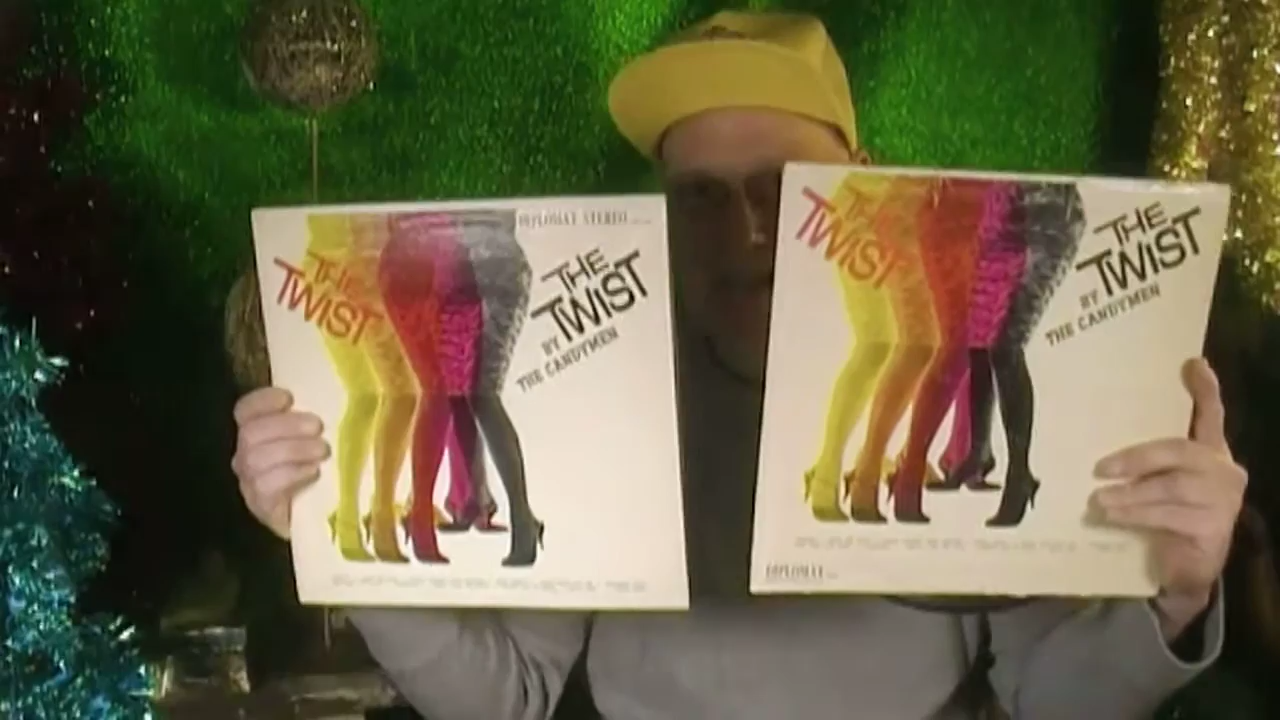 DIPLOMAT STEREO
THE
TWIST
THE
TWIST
BY
THE CANDYMEN
THE
TWIST
THE
TWIST
BY
THE CANDYMEN
DIPLOMAT